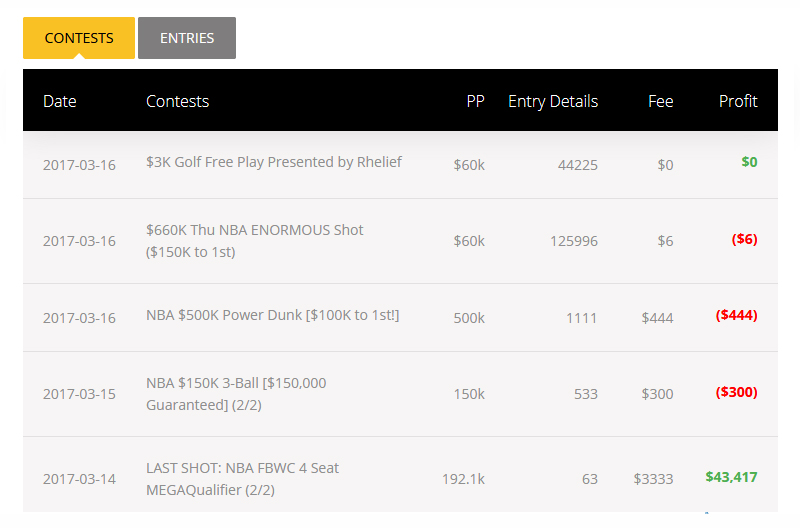 CONTESTS ENTRIES
Date Contests PP Entry Details Fee Profit
2017-03-16 $3K Golf Free Play Presented by Rhelief $60k 44225 $0 $0
$660K Thu NBA ENORMOUS Shot
2017-03-16 $60k 125996 $6 ($6)
($150K to 1st)
2017-03-16 NBA $500K Power Dunk [$100K to 1st!] 500k 1111 $444 ($444)
NBA $150K 3-Ball [$150,000
2017-03-15 150k 533 $300 ($300)
Guaranteed] (2/2)
LAST SHOT: NBA FBWC 4 Seat
2017-03-14 192.1k 63 $3333 $43,417
MEGAQualifier (2/2)